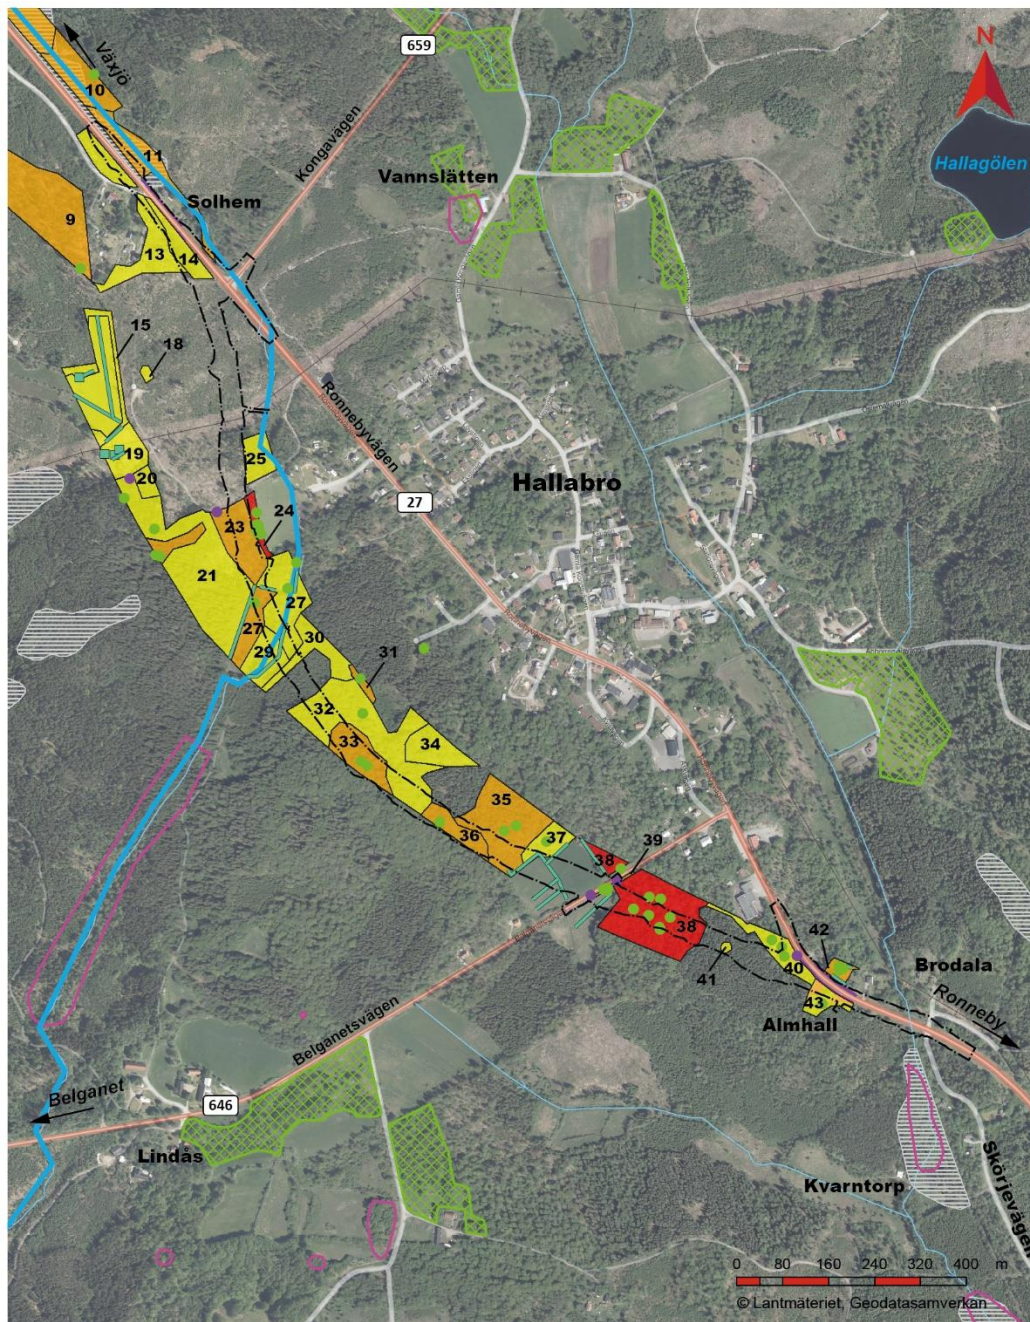 N
Växjö
659
10
Kongavägen
Hallagölen
11
Vannslätten
Solhem
9
13
14
15
18
Ronnebyvägen
19
20
25
Hallabro
27
23
24
21
27
27
30
29
31
32
33
34
35
36
37
38
39
38
42
40
41
43
Brodala
Ronneby
Almhall
Belganetsvägen
Belganet
646
Lindås
Kvarntorp
Skörjevägen
0 80 160 240 320 400 m
© Lantmäteriet, Geodatasamverkan